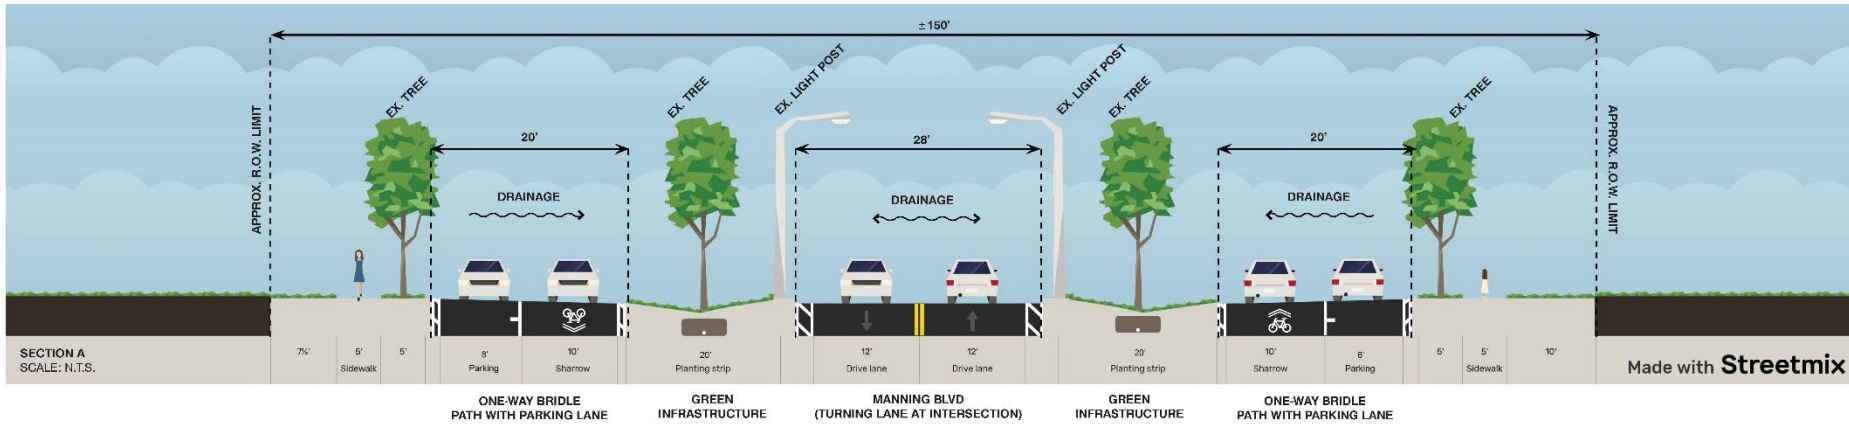 ±150'
EX. TREE
EX. TREE
EX. LIGHT POST
EX. LIGHT POST
EX. TREE
EX. TREE
APPROX. R.O.W. LIMIT
APPROX. R.O.W. LIMIT
20'
28'
20'
DRAINAGE
DRAINAGE
DRAINAGE
SECTION A
SCALE: N.T.S.
7½'
5'
Sidewalk
5'
8'
Parking
10'
Sharrow
20'
Planting strip
12'
Drive lane
12'
Drive lane
20'
Planting strip
10'
Sharrow
8'
Parking
5'
5'
Sidewalk
10'
Made with Streetmix
ONE-WAY BRIDLE
PATH WITH PARKING LANE
GREEN
INFRASTRUCTURE
MANNING BLVD
(TURNING LANE AT INTERSECTION)
GREEN
INFRASTRUCTURE
ONE-WAY BRIDLE
PATH WITH PARKING LANE